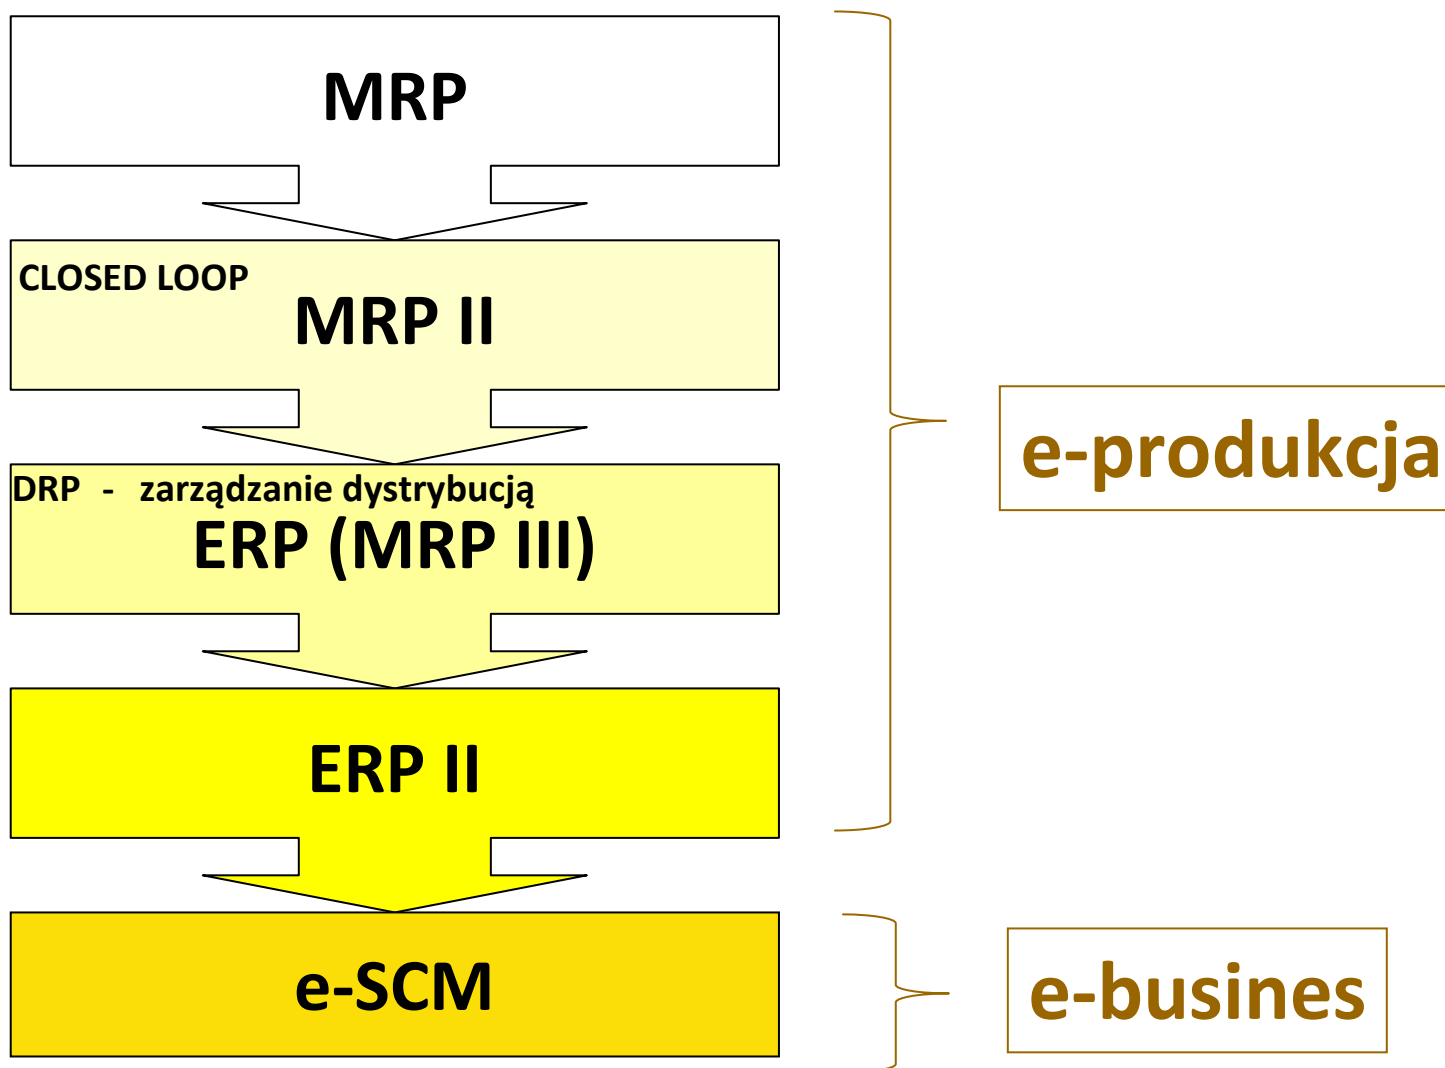 MRP
CLOSED LOOP
MRP II
DRP - zarządzanie dystrybucją
ERP (MRP III)
e-produkcja
ERP II
e-SCM
e-busines